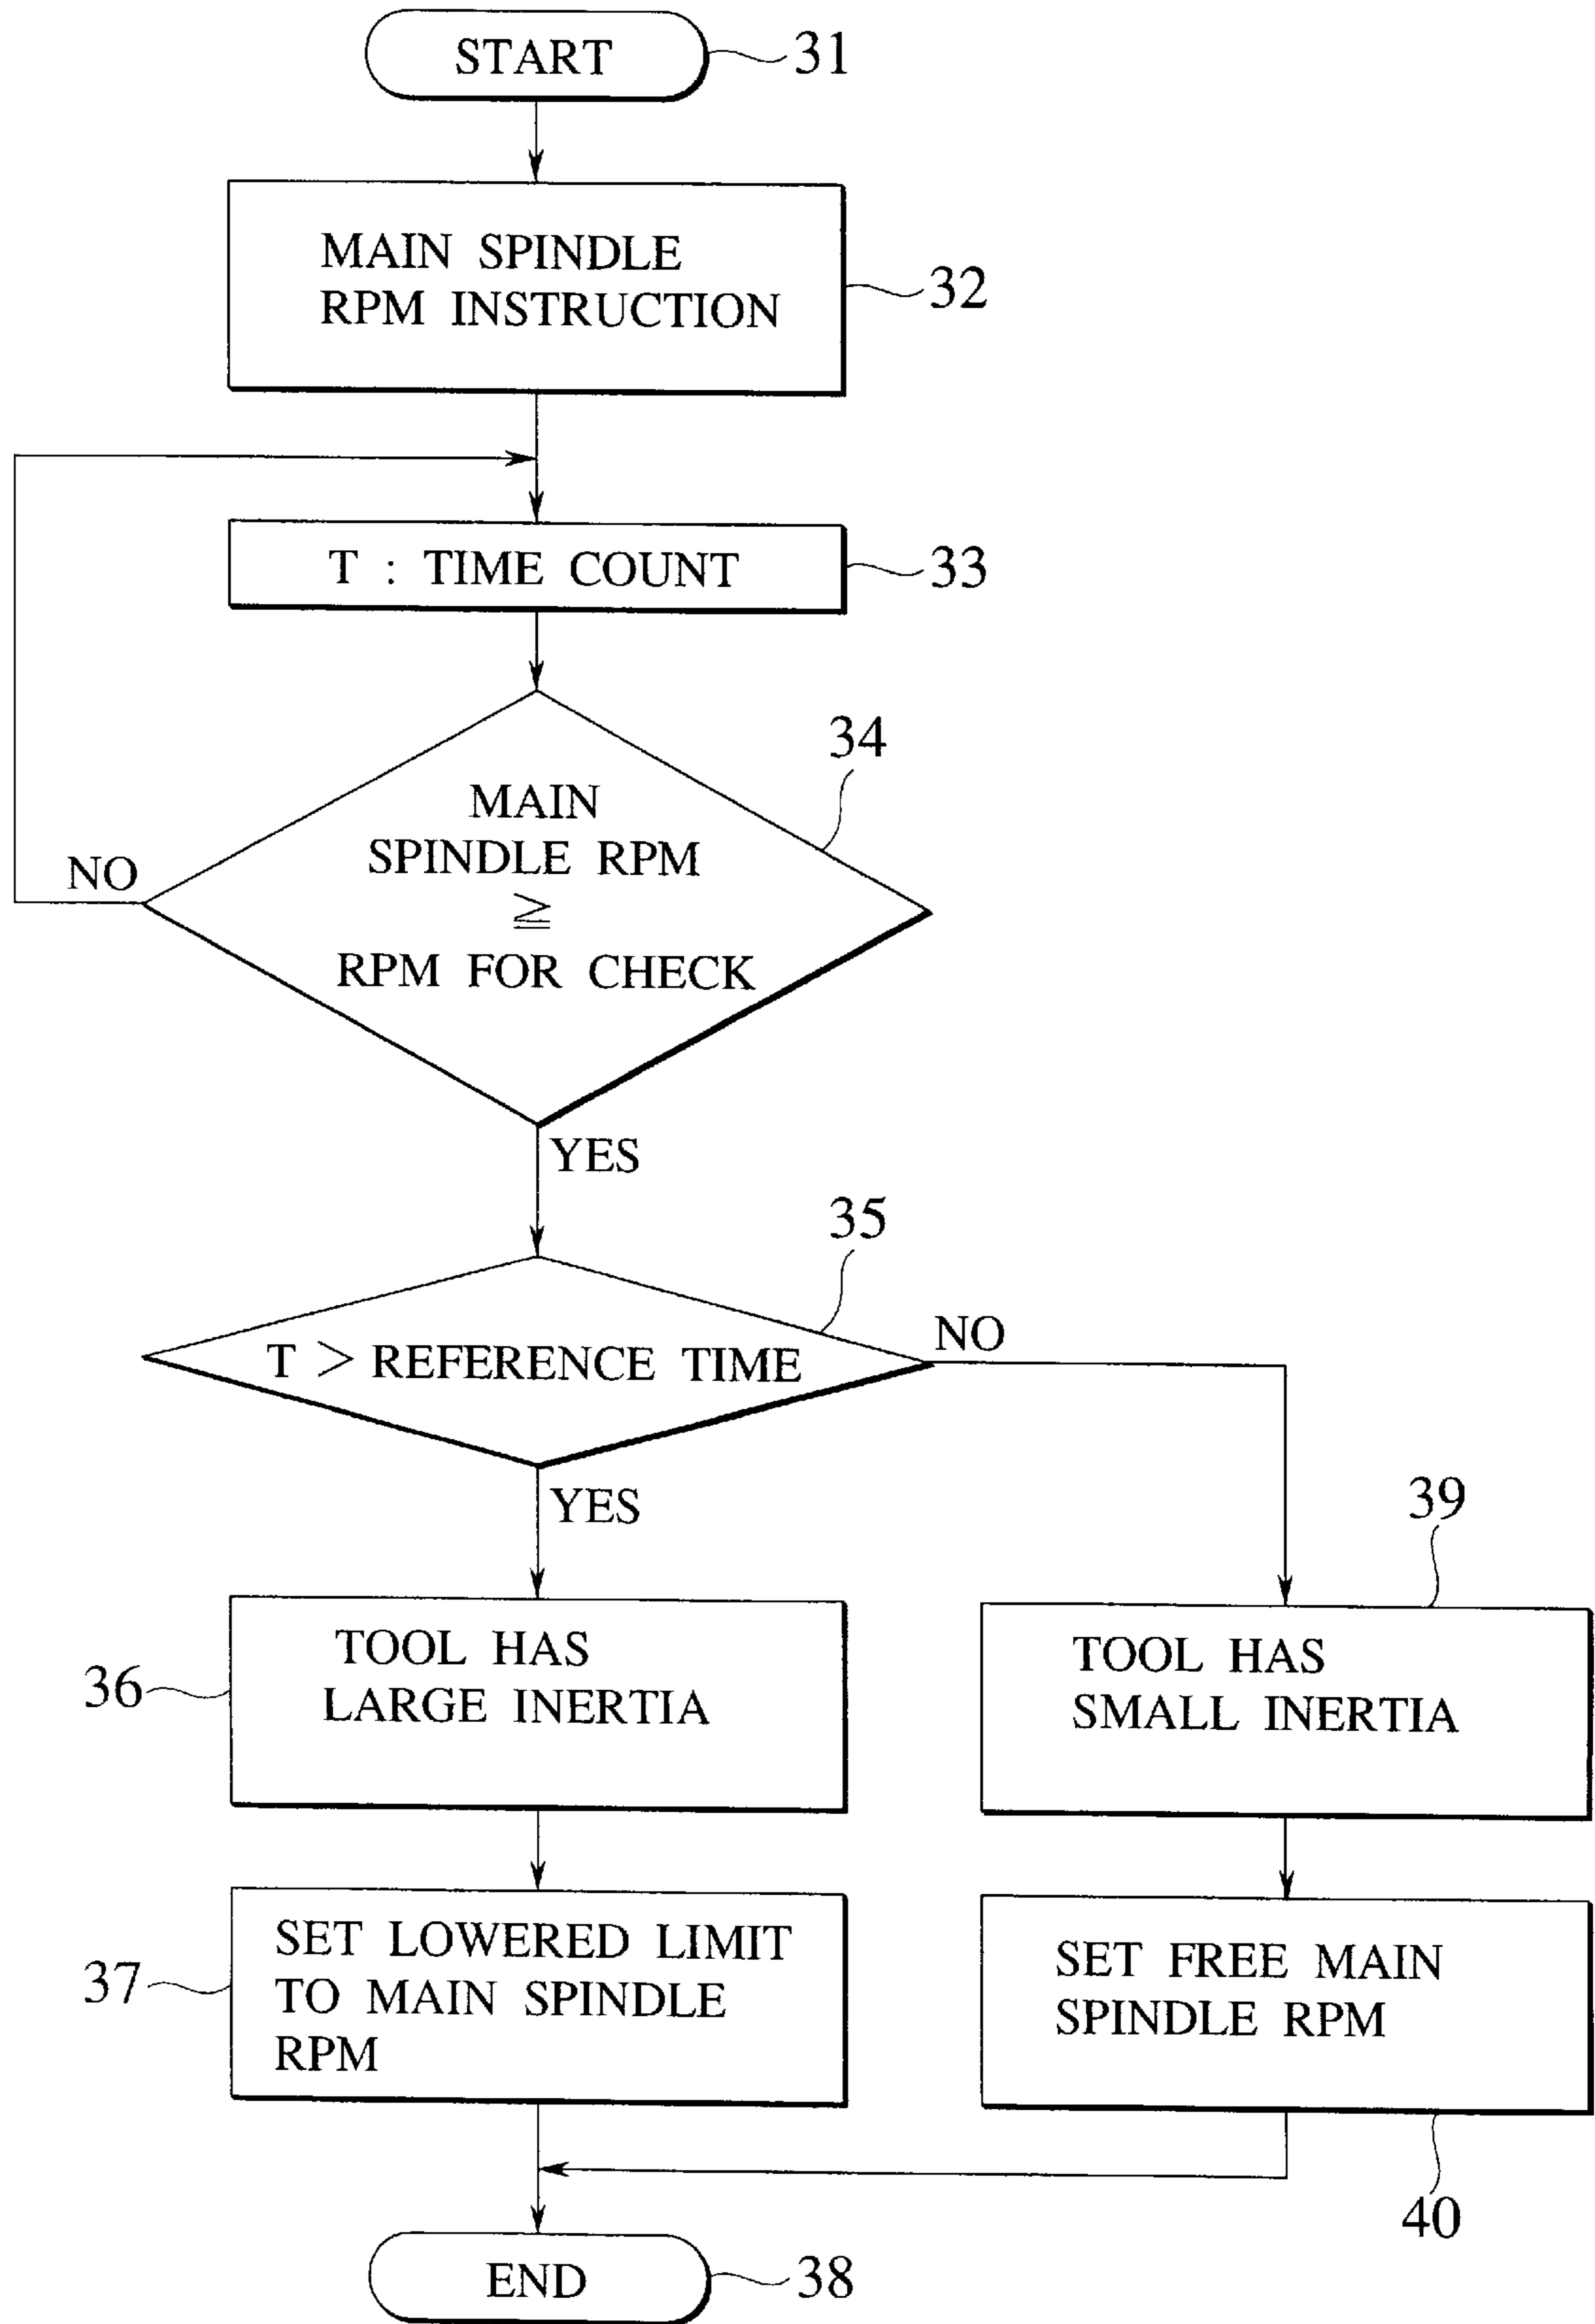 START
31
MAIN SPINDLE
RPM INSTRUCTION
32
T : TIME COUNT
33
34
MAIN
SPINDLE RPM
≧
RPM FOR CHECK
NO
YES
35
T > REFERENCE TIME
NO
YES
39
36
TOOL HAS
LARGE INERTIA
TOOL HAS
SMALL INERTIA
37
SET LOWERED LIMIT
TO MAIN SPINDLE
RPM
SET FREE MAIN
SPINDLE RPM
40
END
38